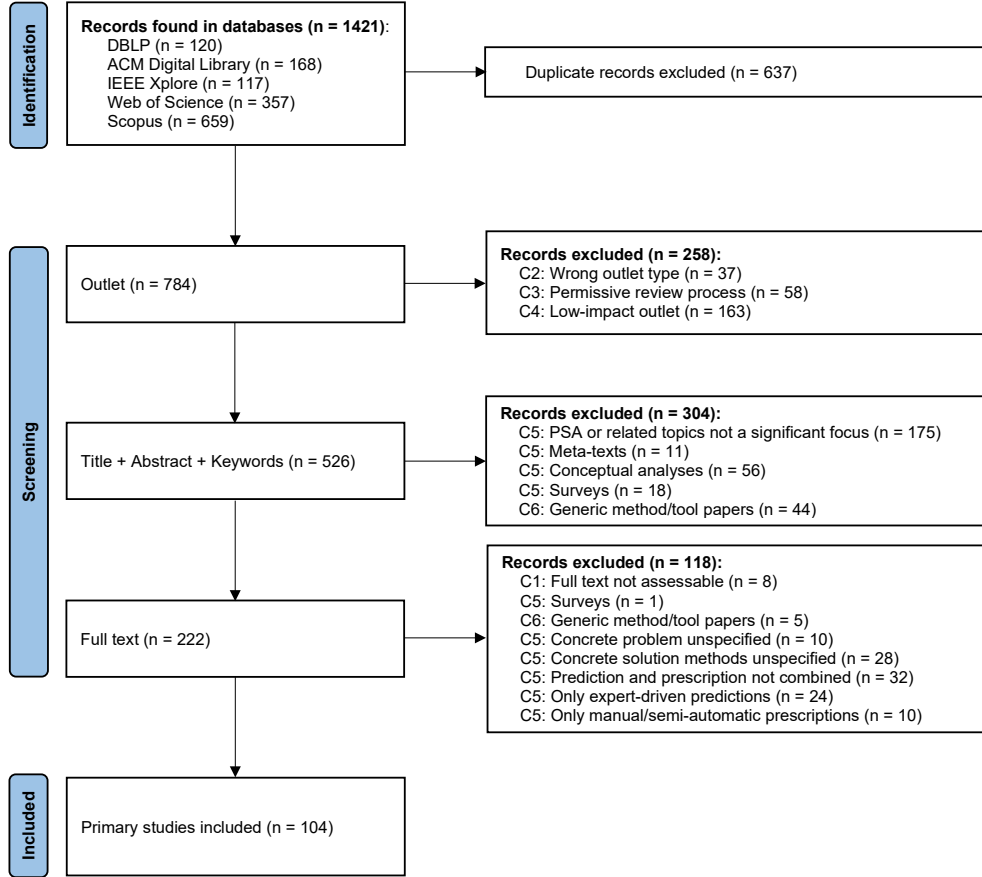 Identification
Records found in databases (n = 1421):
DBLP (n = 120)
ACM Digital Library (n = 168)
IEEE Xplore (n = 117)
Web of Science (n = 357)
Scopus (n = 659)
Duplicate records excluded (n = 637)
Screening
Outlet (n = 784)
Records excluded (n = 258):
C2: Wrong outlet type (n = 37)
C3: Permissive review process (n = 58)
C4: Low-impact outlet (n = 163)
Title + Abstract + Keywords (n = 526)
Records excluded (n = 304):
C5: PSA or related topics not a significant focus (n = 175)
C5: Meta-texts (n = 11)
C5: Conceptual analyses (n = 56)
C5: Surveys (n = 18)
C6: Generic method/tool papers (n = 44)
Full text (n = 222)
Records excluded (n = 118):
C1: Full text not assessable (n = 8)
C5: Surveys (n = 1)
C6: Generic method/tool papers (n = 5)
C5: Concrete problem unspecified (n = 10)
C5: Concrete solution methods unspecified (n = 28)
C5: Prediction and prescription not combined (n = 32)
C5: Only expert-driven predictions (n = 24)
C5: Only manual/semi-automatic prescriptions (n = 10)
Included
Primary studies included (n = 104)